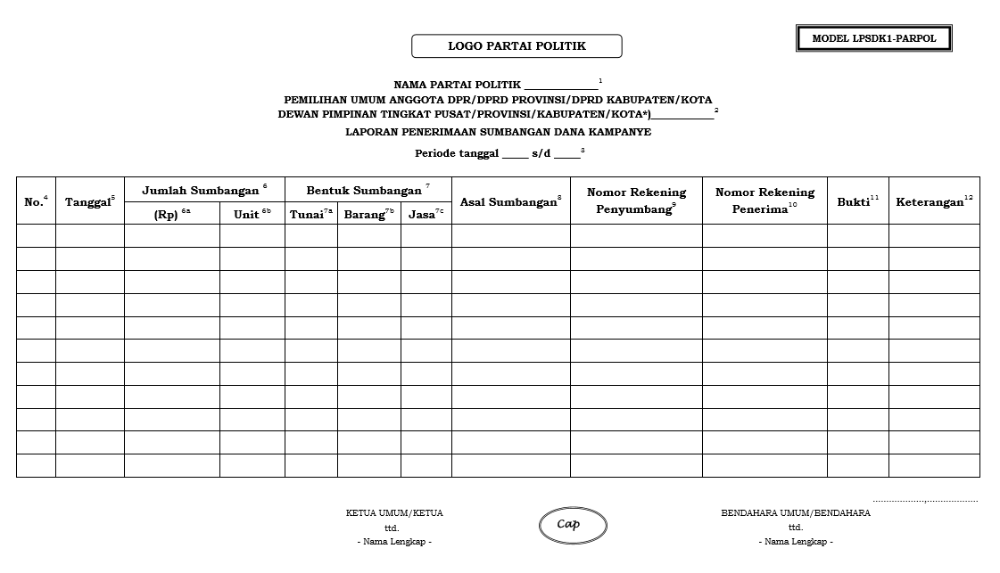 LOGO PARTAI POLITIK
MODEL LPSDK1-PARPOL
NAMA PARTAI POLITIK _____________1
PEMILIHAN UMUM ANGGOTA DPR/DPRD PROVINSI/DPRD KABUPATEN/KOTA
DEWAN PIMPINAN TINGKAT PUSAT/PROVINSI/KABUPATEN/KOTA*)___________2
LAPORAN PENERIMAAN SUMBANGAN DANA KAMPANYE
Periode tanggal _____ s/d _____3
No.4 Tanggal5 Jumlah Sumbangan 6 Bentuk Sumbangan 7 Asal Sumbangan8 Nomor Rekening Penyumbang9 Nomor Rekening Penerima10 Bukti11 Keterangan12
(Rp) 6a Unit 6b Tunai7a Barang7b Jasa7c
....................,....................
KETUA UMUM/KETUA
ttd.
- Nama Lengkap -
Cap
BENDAHARA UMUM/BENDAHARA
ttd.
- Nama Lengkap -